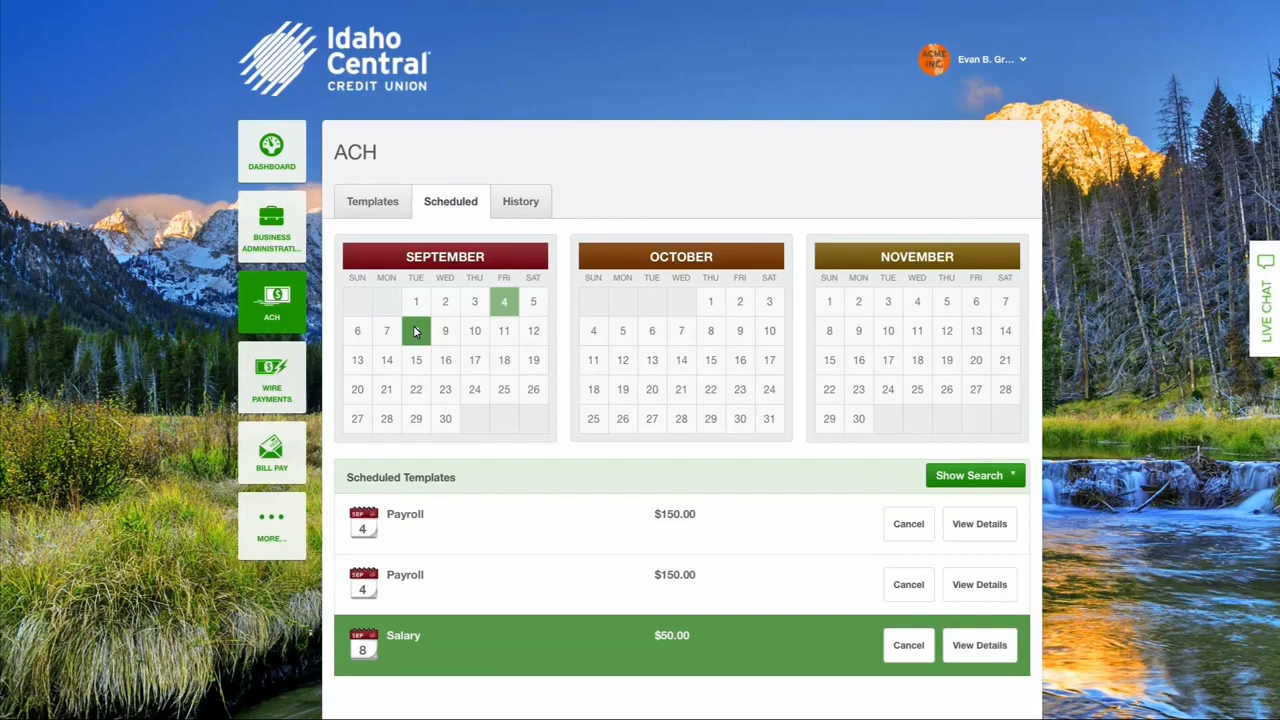 Idaho
Central
CREDIT UNION
Evan B. Gr...
DASHBOARD
BUSINESS
ADMINISTRATI...
ACH
WIRE
PAYMENTS
BILL PAY
MORE...
ACH
Templates Scheduled History
SEPTEMBER
SUN MON TUE WED THU FRI SAT
1 2 3 4 5
6 7 9 10 11 12
13 14 15 16 17 18 19
20 21 22 23 24 25 26
27 28 29 30
OCTOBER
SUN MON TUE WED THU FRI SAT
1 2 3
4 5 6 7 8 9 10
11 12 13 14 15 16 17
18 19 20 21 22 23 24
25 26 27 28 29 30 31
NOVEMBER
SUN MON TUE WED THU FRI SAT
1 2 3 4 5 6 7
8 9 10 11 12 13 14
15 16 17 18 19 20 21
22 23 24 25 26 27 28
29 30
Scheduled Templates Show Search
SEP
4
Payroll $150.00 Cancel View Details
SEP
4
Payroll $150.00 Cancel View Details
SEP
8
Salary $50.00 Cancel View Details
LIVE CHAT